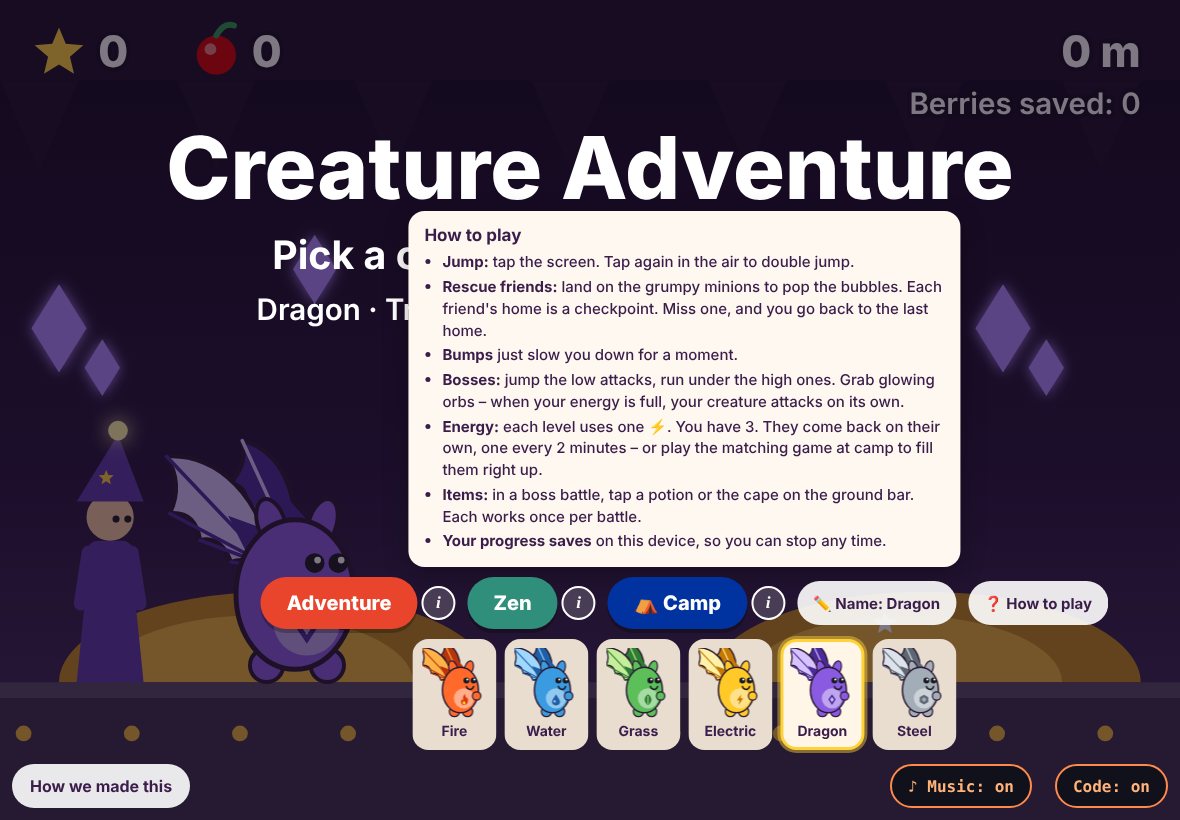 0
0
0 m
Berries saved: 0
Creature Adventure
Pick a
Dragon ·
How to play
• Jump: tap the screen. Tap again in the air to double jump.
• Rescue friends: land on the grumpy minions to pop the bubbles. Each
friend's home is a checkpoint. Miss one, and you go back to the last
home.
• Bumps just slow you down for a moment.
• Bosses: jump the low attacks, run under the high ones. Grab glowing
orbs – when your energy is full, your creature attacks on its own.
• Energy: each level uses one ⚡. You have 3. They come back on their
own, one every 2 minutes – or play the matching game at camp to fill
them right up.
• Items: in a boss battle, tap a potion or the cape on the ground bar.
Each works once per battle.
• Your progress saves on this device, so you can stop any time.
Adventure
i
Zen
i
🏕️ Camp
i
✏️ Name: Dragon
❓ How to play
Fire
Water
Grass
Electric
Dragon
Steel
How we made this
♪ Music: on
Code: on